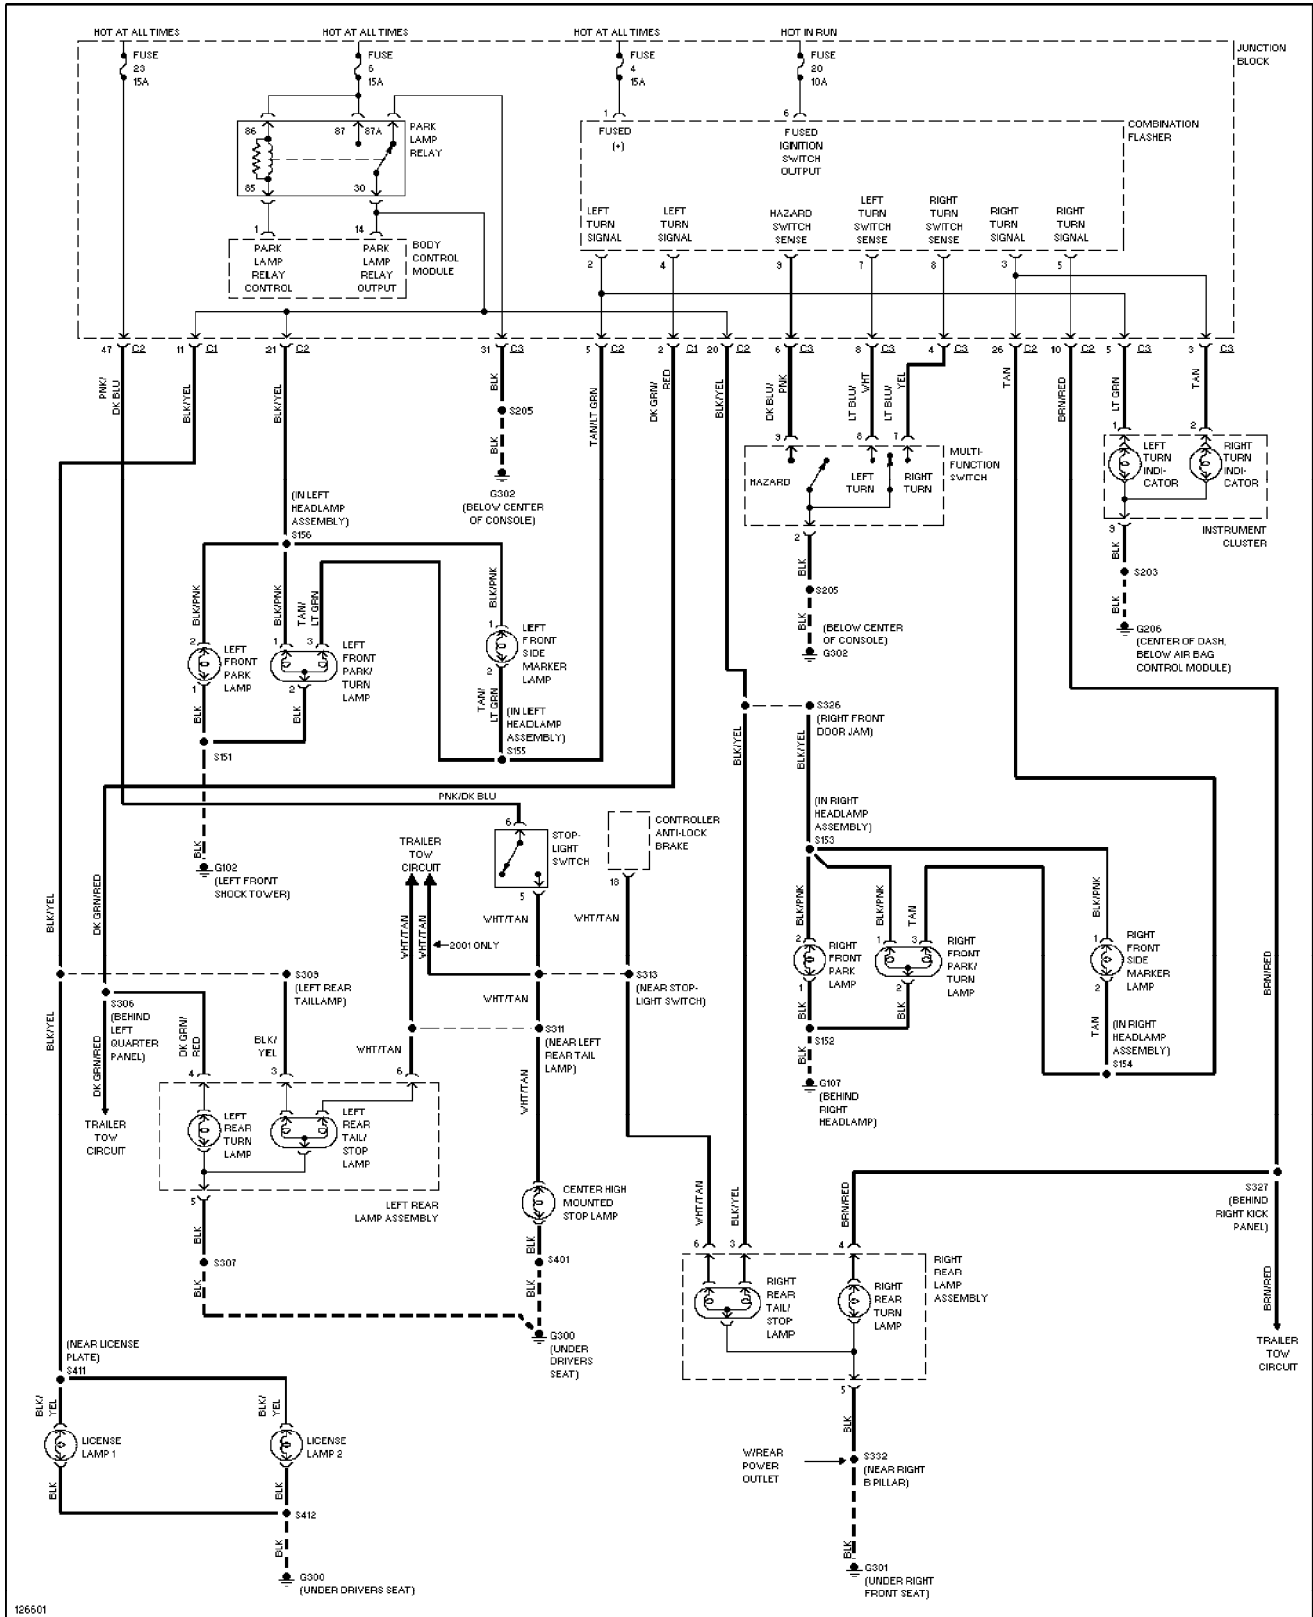 HOT AT ALL TIMES
HOT AT ALL TIMES
HOT AT ALL TIMES
HOT IN RUN
FUSE
23
15A
FUSE
6
15A
FUSE
4
15A
FUSE
20
10A
JUNCTION
BLOCK
86
87
87A
85
30
PARK
LAMP
RELAY
1
FUSED
(+)
6
FUSED
IGNITION
SWITCH
OUTPUT
COMBINATION
FLASHER
1
14
PARK
LAMP
RELAY
CONTROL
PARK
LAMP
RELAY
OUTPUT
BODY
CONTROL
MODULE
LEFT
TURN
SIGNAL
LEFT
TURN
SIGNAL
HAZARD
SWITCH
SENSE
LEFT
TURN
SWITCH
SENSE
RIGHT
TURN
SWITCH
SENSE
RIGHT
TURN
SIGNAL
RIGHT
TURN
SIGNAL
2
4
9
7
8
3
5
47 C2
11 C1
21 C2
31 C3
5 C2
2 C1
20 C2
6 C3
8 C3
4 C3
26 C2
10 C2
5 C3
3 C3
PNK/
DK BLU
BLK/YEL
BLK/YEL
BLK
S205
BLK
G302
(BELOW CENTER
OF CONSOLE)
TAN/LT GRN
DK GRN/
RED
BLK/YEL
DK BLU/
PNK
LT BLU/
WHT
LT BLU/
YEL
TAN
BRN/RED
LT GRN
TAN
9
8
7
HAZARD
LEFT
TURN
RIGHT
TURN
MULTI-
FUNCTION
SWITCH
2
BLK
S205
BLK
(BELOW CENTER
OF CONSOLE)
G302
1
2
LEFT
TURN
INDI-
CATOR
RIGHT
TURN
INDI-
CATOR
9
INSTRUMENT
CLUSTER
BLK
S203
BLK
G206
(CENTER OF DASH,
BELOW AIR BAG
CONTROL MODULE)
(IN LEFT
HEADLAMP
ASSEMBLY)
S156
BLK/PNK
BLK/PNK
TAN/
LT GRN
BLK/PNK
2
1
LEFT
FRONT
PARK
LAMP
1
3
2
LEFT
FRONT
PARK/
TURN
LAMP
1
2
LEFT
FRONT
SIDE
MARKER
LAMP
BLK
BLK
TAN/
LT GRN
(IN LEFT
HEADLAMP
ASSEMBLY)
S155
S151
BLK
G102
(LEFT FRONT
SHOCK TOWER)
BLK/YEL
BLK/YEL
S326
(RIGHT FRONT
DOOR JAM)
BLK/YEL
PNK/DK BLU
6
STOP-
LIGHT
SWITCH
5
CONTROLLER
ANTI-LOCK
BRAKE
18
TRAILER
TOW
CIRCUIT
WHT/TAN
WHT/TAN
2001 ONLY
WHT/TAN
WHT/TAN
(IN RIGHT
HEADLAMP
ASSEMBLY)
S153
BLK/PNK
BLK/PNK
TAN
BLK/PNK
2
1
RIGHT
FRONT
PARK
LAMP
1
3
2
RIGHT
FRONT
PARK/
TURN
LAMP
1
2
RIGHT
FRONT
SIDE
MARKER
LAMP
BLK
BLK
TAN
(IN RIGHT
HEADLAMP
ASSEMBLY)
S154
S152
BLK
G107
(BEHIND
RIGHT
HEADLAMP)
BRN/RED
BLK/YEL
DK GRN/RED
S309
(LEFT REAR
TAILLAMP)
S306
(BEHIND
LEFT
QUARTER
PANEL)
S313
(NEAR STOP-
LIGHT SWITCH)
WHT/TAN
S311
(NEAR LEFT
REAR TAIL
LAMP)
BLK/YEL
DK GRN/RED
DK GRN/
RED
BLK/
YEL
WHT/TAN
WHT/TAN
4
3
6
TRAILER
TOW
CIRCUIT
LEFT
REAR
TURN
LAMP
LEFT
REAR
TAIL/
STOP
LAMP
5
LEFT REAR
LAMP ASSEMBLY
CENTER HIGH
MOUNTED
STOP LAMP
BLK
S307
BLK
BLK
S401
BLK
G300
(UNDER
DRIVERS
SEAT)
WHT/TAN
BLK/YEL
BRN/RED
6
3
4
RIGHT
REAR
TAIL/
STOP
LAMP
RIGHT
REAR
TURN
LAMP
RIGHT
REAR
LAMP
ASSEMBLY
5
S327
(BEHIND
RIGHT KICK
PANEL)
BRN/RED
TRAILER
TOW
CIRCUIT
(NEAR LICENSE
PLATE)
S411
BLK/
YEL
BLK/
YEL
LICENSE
LAMP 1
LICENSE
LAMP 2
BLK
BLK
S412
BLK
G300
(UNDER DRIVERS SEAT)
BLK
W/REAR
POWER
OUTLET
S332
(NEAR RIGHT
B PILLAR)
BLK
G301
(UNDER RIGHT
FRONT SEAT)
126601